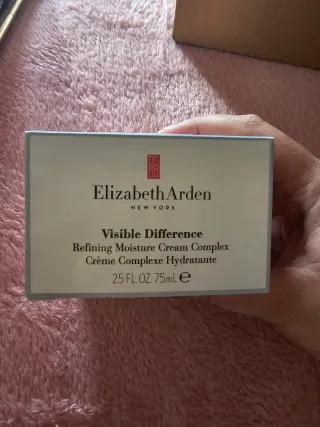 Elizabeth Arden
NEW YORK
Visible Difference
Refining Moisture Cream Complex
Crème Complexe Hydratante
2.5 FL.OZ. 75mL e